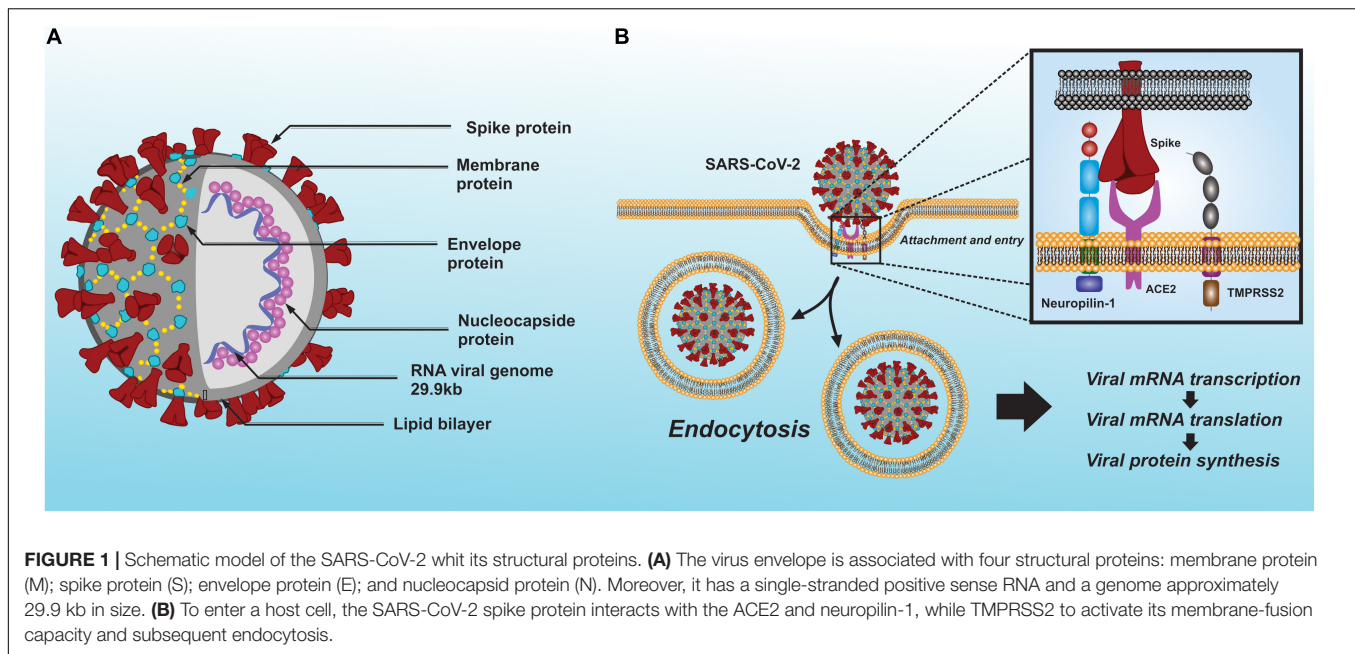 A
Spike protein
Membrane
protein
Envelope
protein
Nucleocapside
protein
RNA viral genome
29.9kb
Lipid bilayer
B
SARS-CoV-2
Attachment and entry
Spike
Neuropilin-1
ACE2
TMPRSS2
Endocytosis
Viral mRNA transcription
Viral mRNA translation
Viral protein synthesis
FIGURE 1 | Schematic model of the SARS-CoV-2 whit its structural proteins. (A) The virus envelope is associated with four structural proteins: membrane protein
(M); spike protein (S); envelope protein (E); and nucleocapsid protein (N). Moreover, it has a single-stranded positive sense RNA and a genome approximately
29.9 kb in size. (B) To enter a host cell, the SARS-CoV-2 spike protein interacts with the ACE2 and neuropilin-1, while TMPRSS2 to activate its membrane-fusion
capacity and subsequent endocytosis.